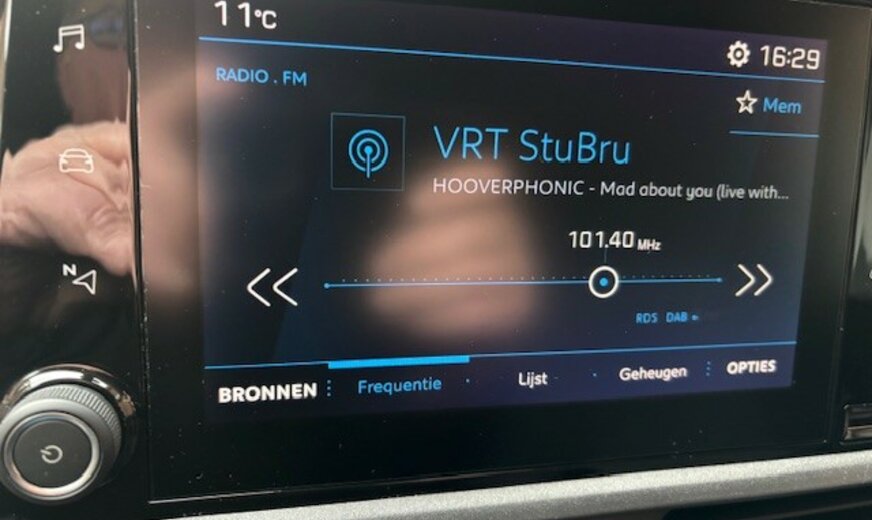 11°C
16:29
RADIO . FM
Mem
VRT StuBru
HOOVERPHONIC - Mad about you (live with...
101.40 MHz
N
RDS DAB
BRONNEN Frequentie Lijst Geheugen OPTIES